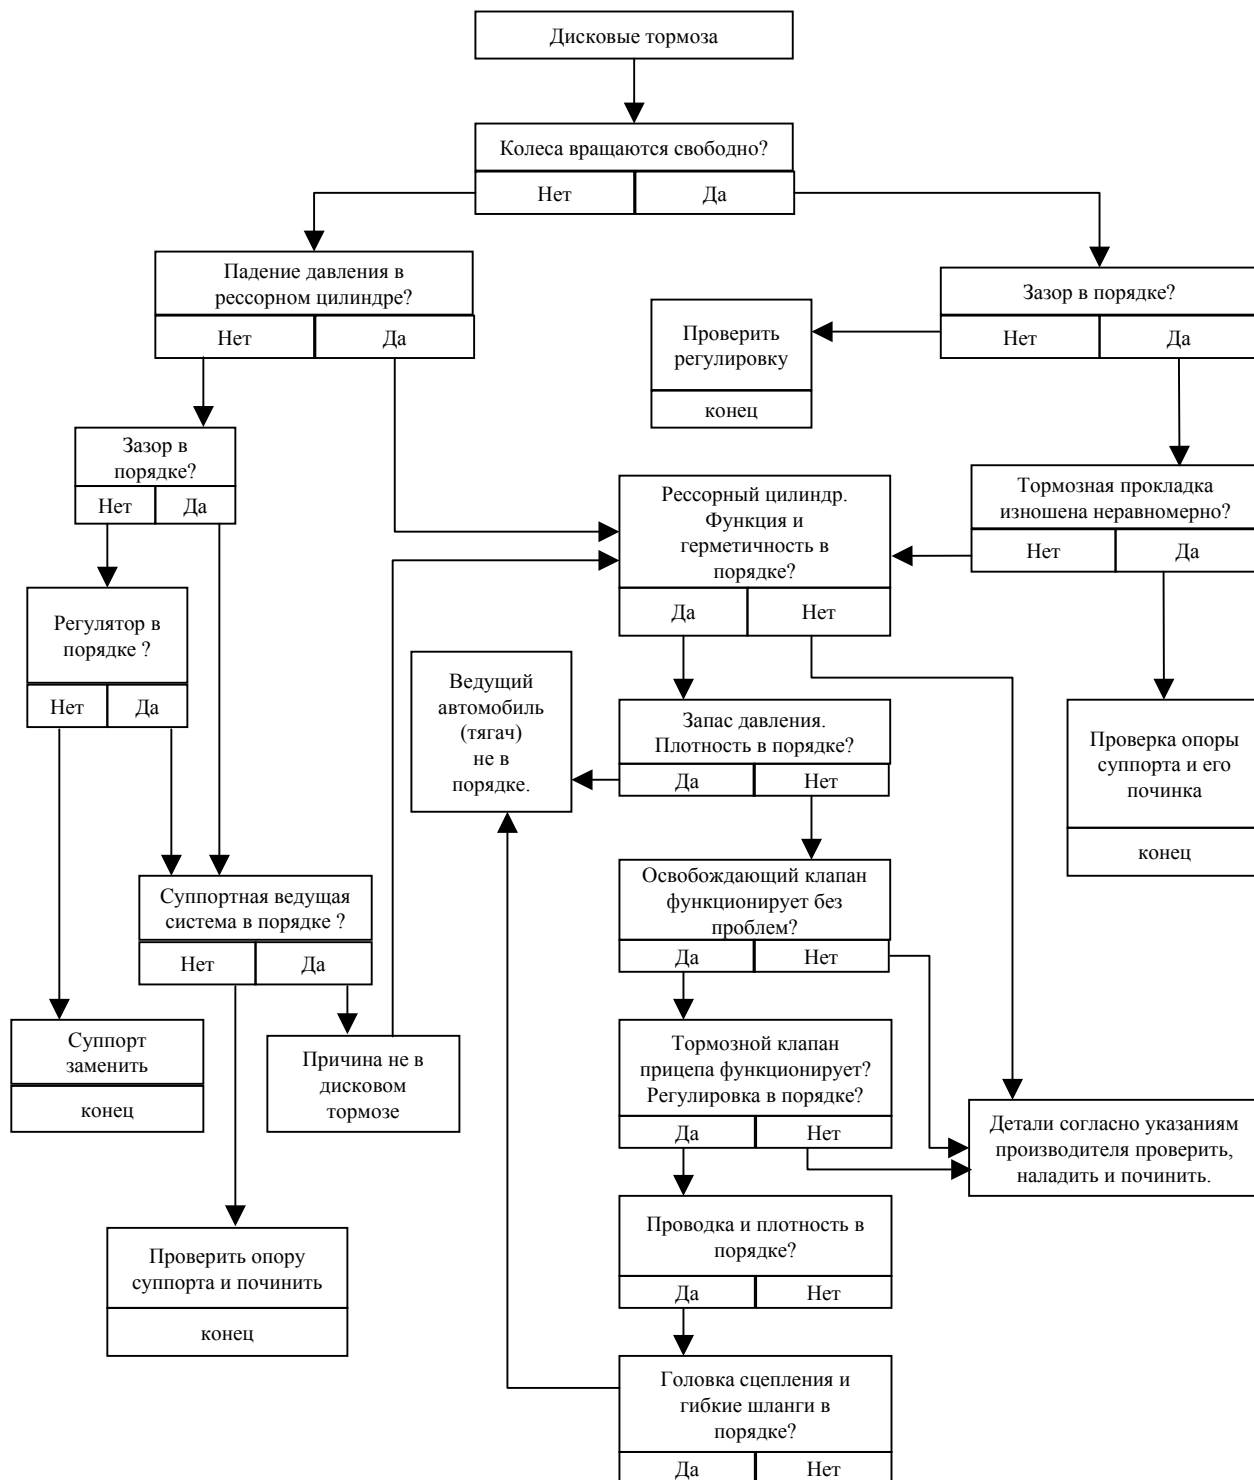 Дисковые тормоза
Колеса вращаются свободно?
Нет
Да
Падение давления в
рессорном цилиндре?
Нет
Да
Зазор в порядке?
Нет
Да
Проверить
регулировку
конец
Зазор в
порядке?
Нет
Да
Рессорный цилиндр.
Функция и
герметичность в
порядке?
Да
Нет
Тормозная прокладка
изношена неравномерно?
Нет
Да
Регулятор в
порядке ?
Нет
Да
Ведущий
автомобиль
(тягач)
не в
порядке.
Запас давления.
Плотность в порядке?
Да
Нет
Проверка опоры
суппорта и его
починка
конец
Суппортная ведущая
система в порядке ?
Нет
Да
Освобождающий клапан
функционирует без
проблем?
Да
Нет
Суппорт
заменить
конец
Причина не в
дисковом
тормозе
Тормозной клапан
прицепа функционирует?
Регулировка в порядке?
Да
Нет
Детали согласно указаниям
производителя проверить,
наладить и починить.
Проверить опору
суппорта и починить
конец
Проводка и плотность в
порядке?
Да
Нет
Головка сцепления и
гибкие шланги в
порядке?
Да
Нет